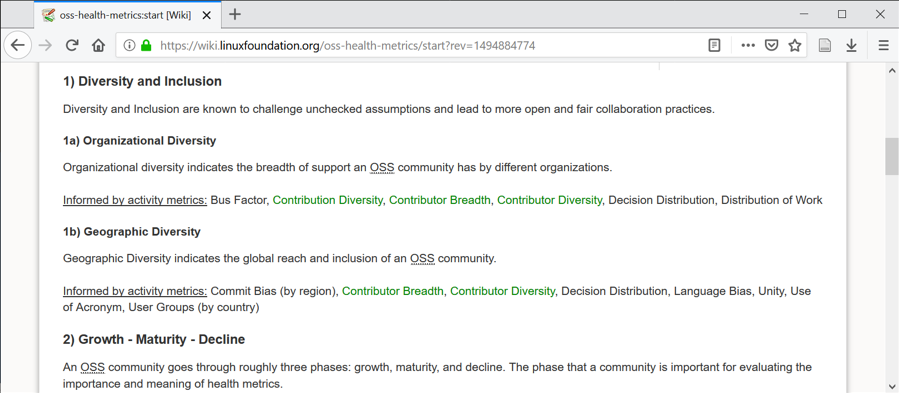 oss-health-metrics:start [Wiki]
https://wiki.linuxfoundation.org/oss-health-metrics/start?rev=1494884774
1) Diversity and Inclusion
Diversity and Inclusion are known to challenge unchecked assumptions and lead to more open and fair collaboration practices.
1a) Organizational Diversity
Organizational diversity indicates the breadth of support an OSS community has by different organizations.
Informed by activity metrics: Bus Factor, Contribution Diversity, Contributor Breadth, Contributor Diversity, Decision Distribution, Distribution of Work
1b) Geographic Diversity
Geographic Diversity indicates the global reach and inclusion of an OSS community.
Informed by activity metrics: Commit Bias (by region), Contributor Breadth, Contributor Diversity, Decision Distribution, Language Bias, Unity, Use
of Acronym, User Groups (by country)
2) Growth - Maturity - Decline
An OSS community goes through roughly three phases: growth, maturity, and decline. The phase that a community is important for evaluating the
importance and meaning of health metrics.